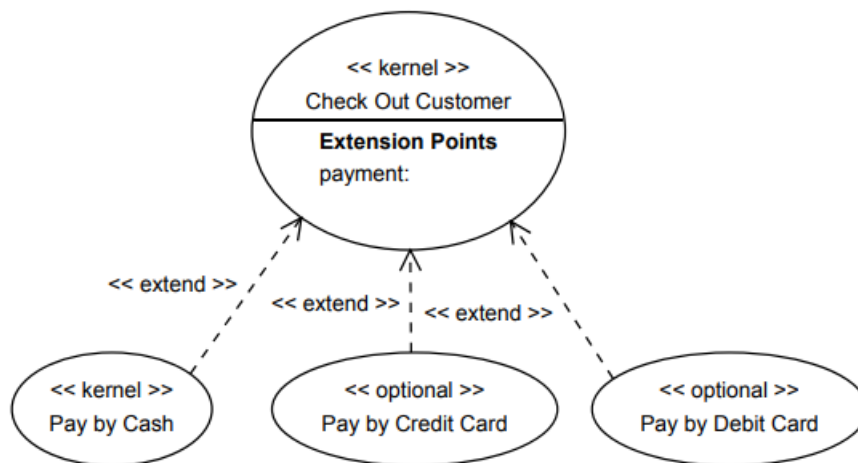 << kernel >>
Check Out Customer
Extension Points
payment:
<< extend >>
<< extend >>
<< extend >>
<< kernel >>
Pay by Cash
<< optional >>
Pay by Credit Card
<< optional >>
Pay by Debit Card